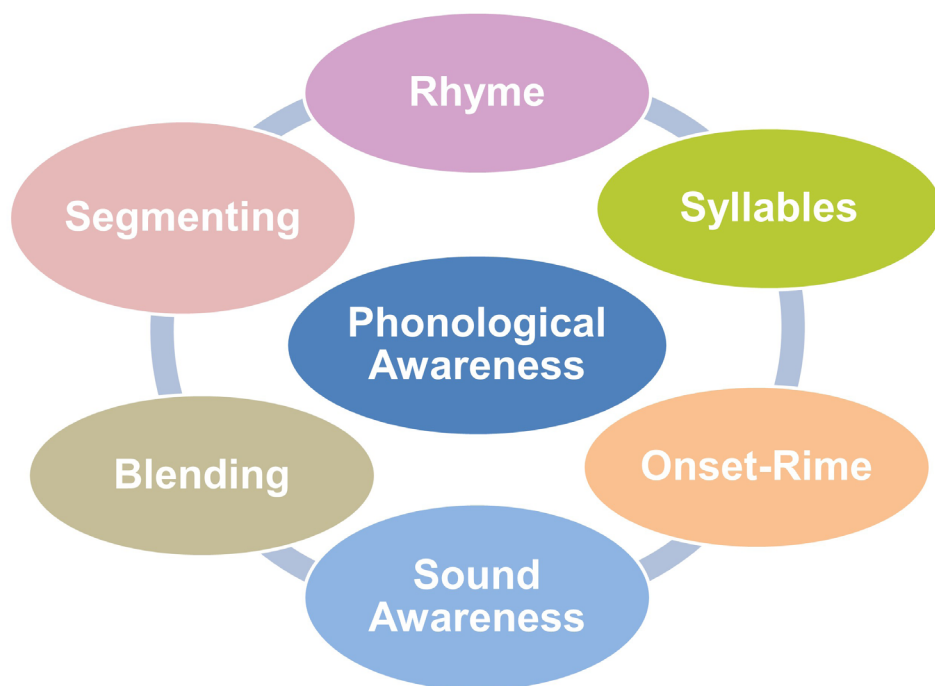 Rhyme
Segmenting
Syllables
Phonological
Awareness
Blending
Onset-Rime
Sound
Awareness